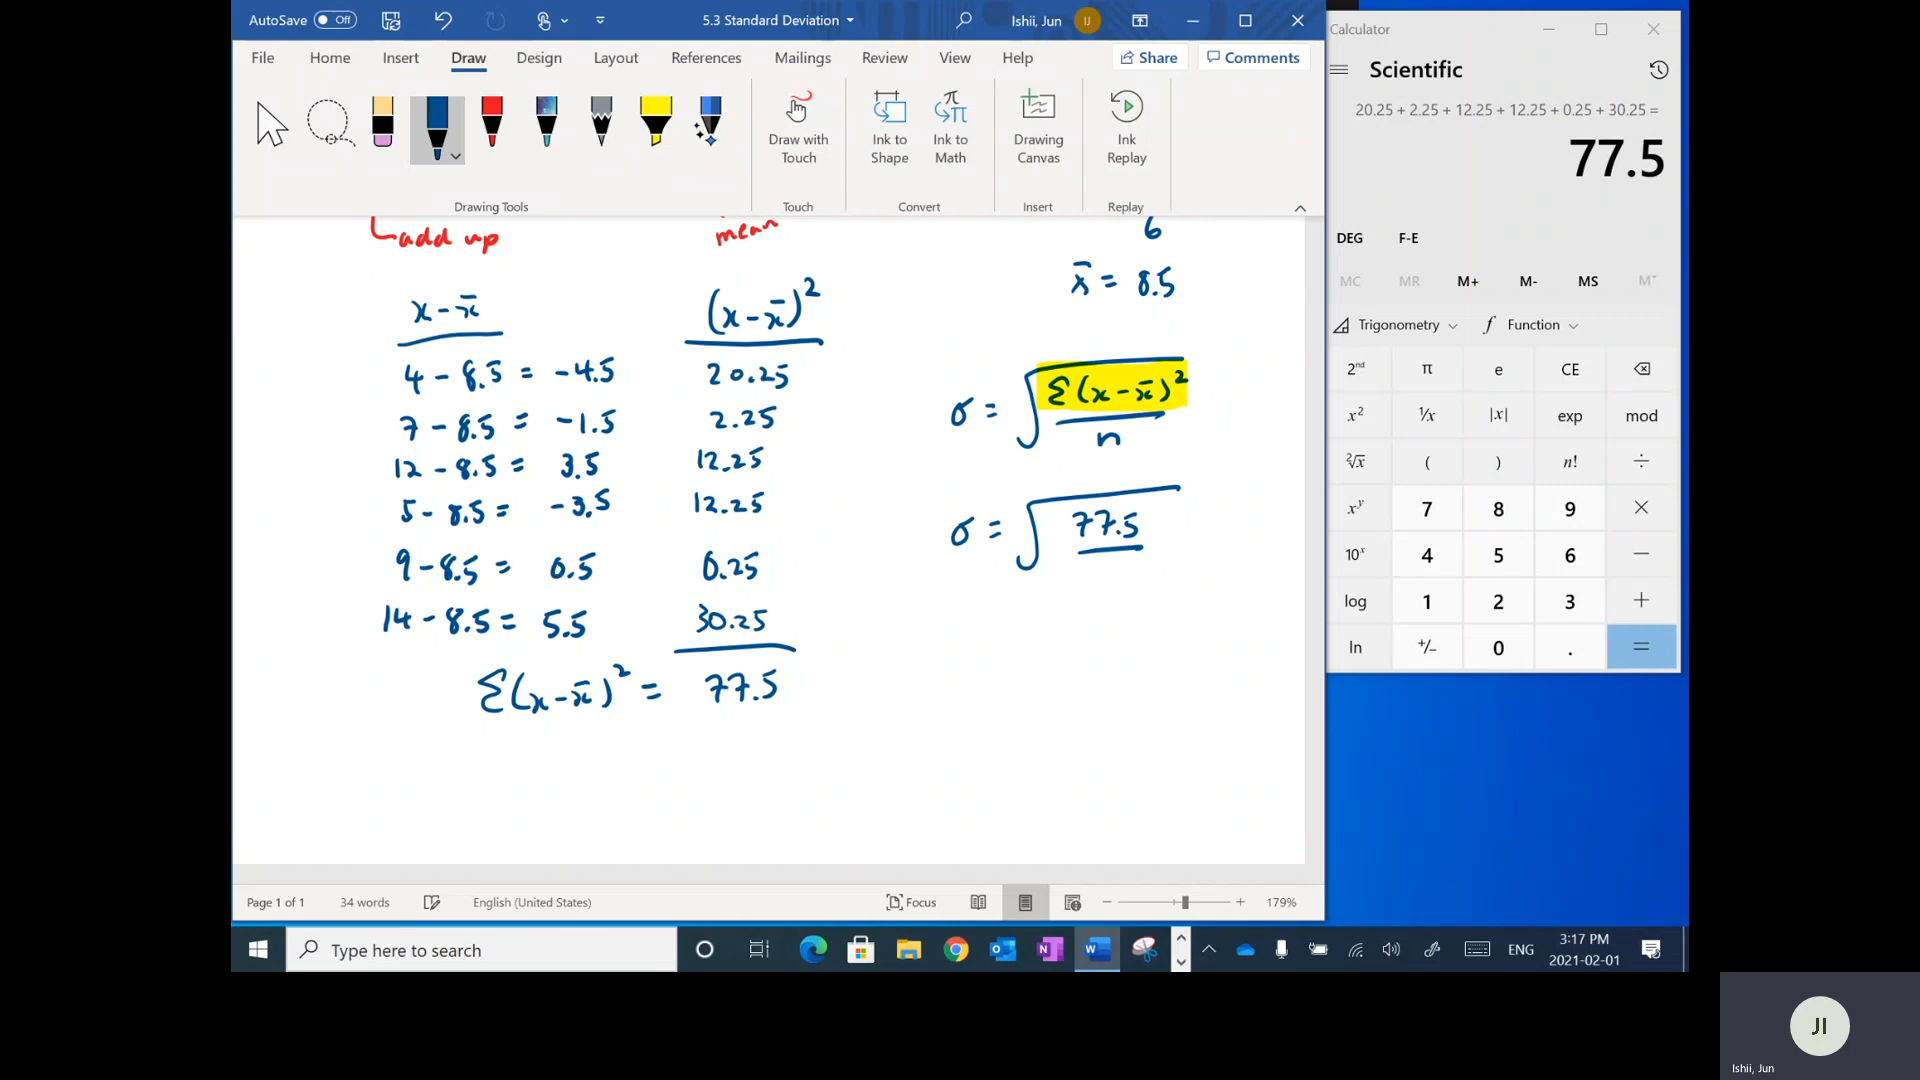 AutoSave Off 5.3 Standard Deviation Ishii, Jun IJ
File Home Insert Draw Design Layout Mailings Review View Help Share Comments
References
Draw with Touch
Ink to Shape
Ink to Math
Drawing Canvas
Ink Replay
Drawing Tools Touch Convert Insert Replay
add up mean 6
x̄ = 8.5
x - x̄ (x - x̄)²
4 - 8.5 = -4.5 20.25
7 - 8.5 = -1.5 2.25
12 - 8.5 = 3.5 12.25
5 - 8.5 = -3.5 12.25
9 - 8.5 = 0.5 0.25
14 - 8.5 = 5.5 30.25
Σ(x - x̄)² = 77.5
σ = √ Σ(x - x̄)²
n
σ = √ 77.5
Page 1 of 1 34 words English (United States) Focus 179%
Type here to search
ENG 3:17 PM
2021-02-01
Calculator
Scientific
20.25 + 2.25 + 12.25 + 12.25 + 0.25 + 30.25 =
77.5
DEG F-E
MC MR M+ M- MS M˅
Trigonometry f Function
2ⁿᵈ π e CE
x² ¹/x |x| exp mod
²√x ( ) n! ÷
xʸ 7 8 9 ×
10ˣ 4 5 6 −
log 1 2 3 +
ln +/− 0 . =
JI
Ishii, Jun